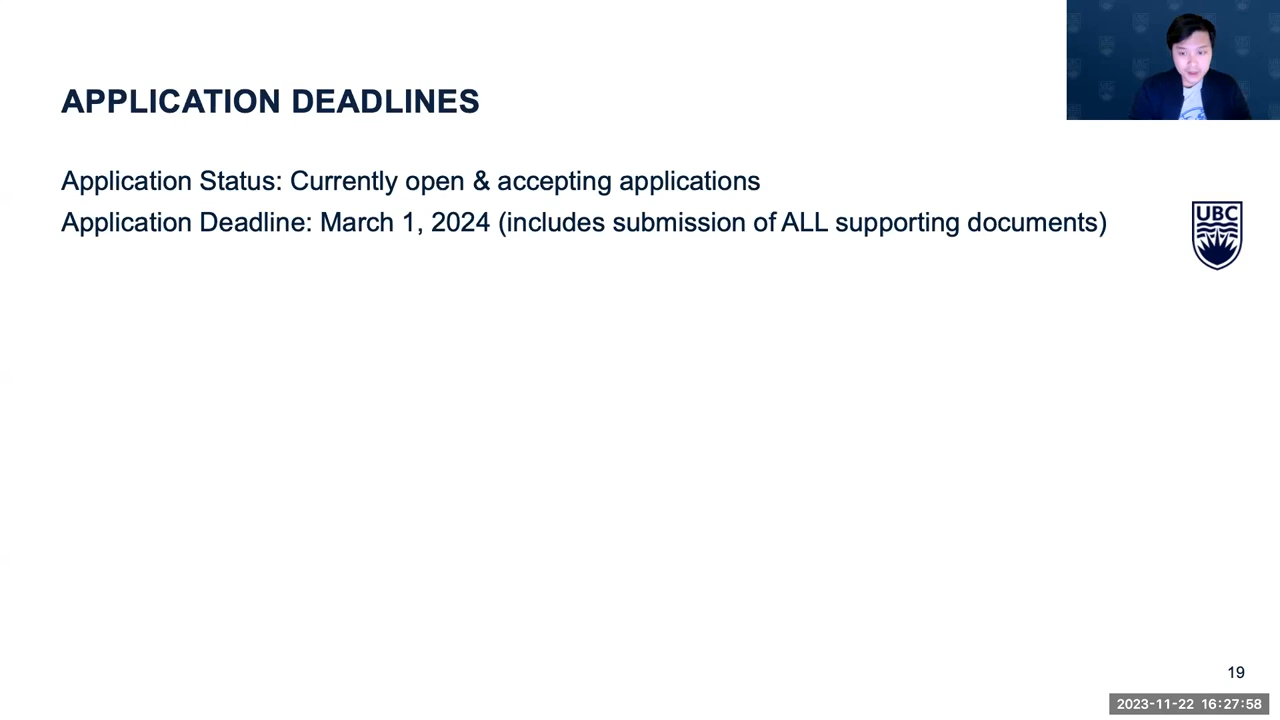 APPLICATION DEADLINES
Application Status: Currently open & accepting applications
Application Deadline: March 1, 2024 (includes submission of ALL supporting documents)
UBC
19
2023-11-22 16:27:58